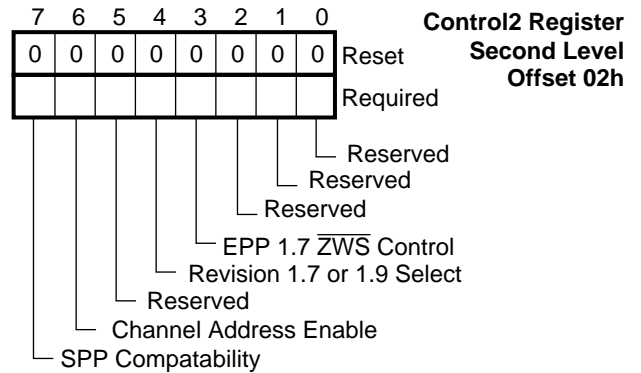 7 6 5 4 3 2 1 0
Control2 Register
Second Level
Offset 02h
0 0 0 0 0 0 0 0 Reset
Required
Reserved
Reserved
Reserved
EPP 1.7 Z̅W̅S̅ Control
Revision 1.7 or 1.9 Select
Reserved
Channel Address Enable
SPP Compatability